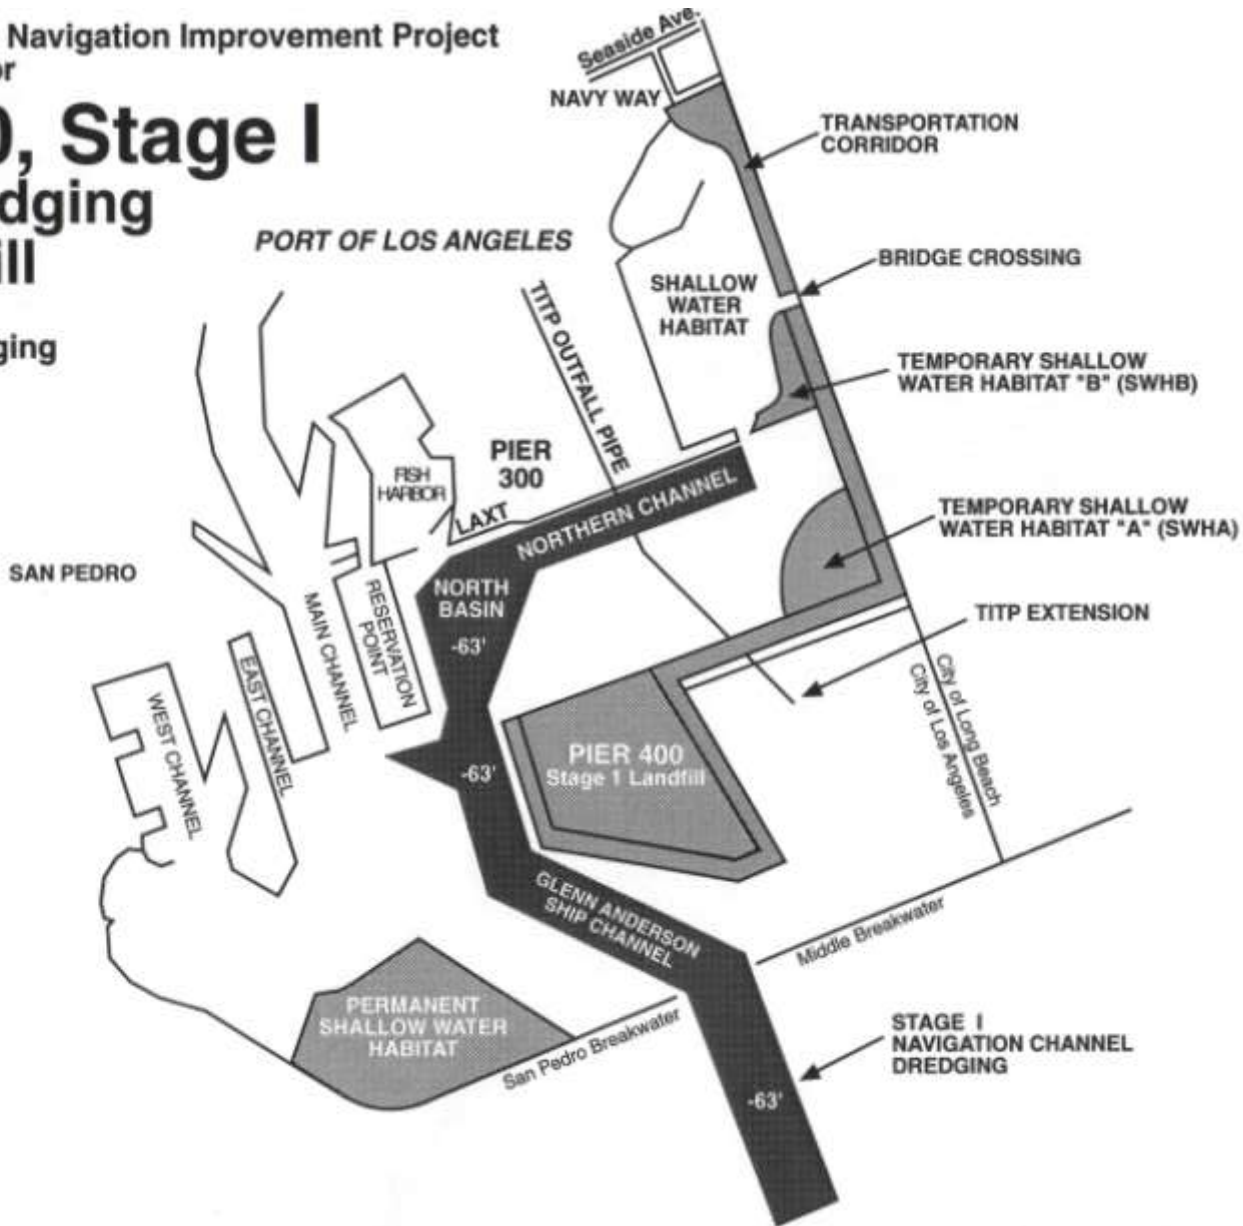 Navigation Improvement Project
or
0, Stage I
dging
ill
ging
Seaside Ave.
NAVY WAY
TRANSPORTATION
CORRIDOR
PORT OF LOS ANGELES
BRIDGE CROSSING
SHALLOW
WATER
HABITAT
TITP OUTFALL PIPE
TEMPORARY SHALLOW
WATER HABITAT "B" (SWHB)
PIER
300
FISH
HARBOR
LAXT
NORTHERN CHANNEL
TEMPORARY SHALLOW
WATER HABITAT "A" (SWHA)
SAN PEDRO
NORTH
BASIN
-63'
MAIN CHANNEL
RESERVATION
POINT
TITP EXTENSION
EAST CHANNEL
WEST CHANNEL
City of Long Beach
City of Los Angeles
PIER 400
Stage 1 Landfill
-63'
GLENN ANDERSON
SHIP CHANNEL
Middle Breakwater
PERMANENT
SHALLOW WATER
HABITAT
San Pedro Breakwater
STAGE I
NAVIGATION CHANNEL
DREDGING
-63'